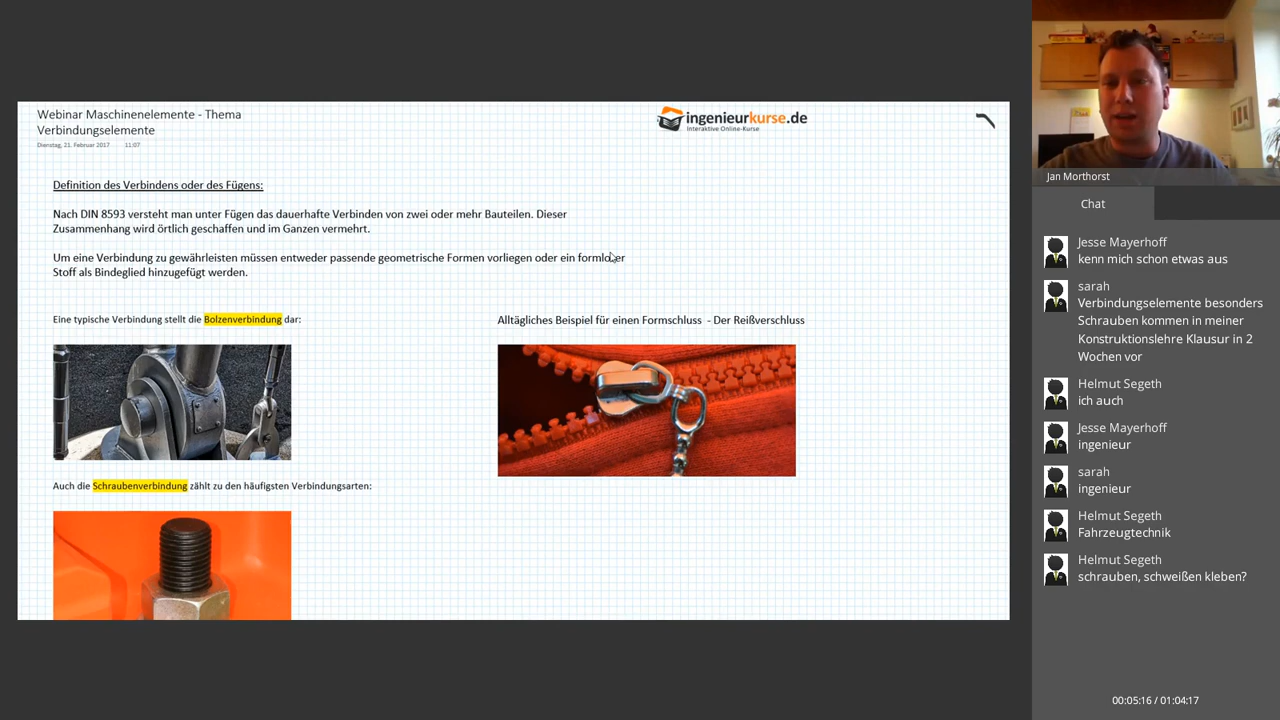 Webinar Maschinenelemente - Thema
Verbindungselemente
Dienstag, 21. Februar 2017 11:07
ingenieurkurse.de
Interaktive Online-Kurse
Definition des Verbindens oder des Fügens:
Nach DIN 8593 versteht man unter Fügen das dauerhafte Verbinden von zwei oder mehr Bauteilen. Dieser
Zusammenhang wird örtlich geschaffen und im Ganzen vermehrt.
Um eine Verbindung zu gewährleisten müssen entweder passende geometrische Formen vorliegen oder ein formloser
Stoff als Bindeglied hinzugefügt werden.
Eine typische Verbindung stellt die Bolzenverbindung dar:
Alltägliches Beispiel für einen Formschluss - Der Reißverschluss
Auch die Schraubenverbindung zählt zu den häufigsten Verbindungsarten:
Jan Morthorst
Chat
Jesse Mayerhoff
kenn mich schon etwas aus
sarah
Verbindungselemente besonders
Schrauben kommen in meiner
Konstruktionslehre Klausur in 2
Wochen vor
Helmut Segeth
ich auch
Jesse Mayerhoff
ingenieur
sarah
ingenieur
Helmut Segeth
Fahrzeugtechnik
Helmut Segeth
schrauben, schweißen kleben?
00:05:16 / 01:04:17